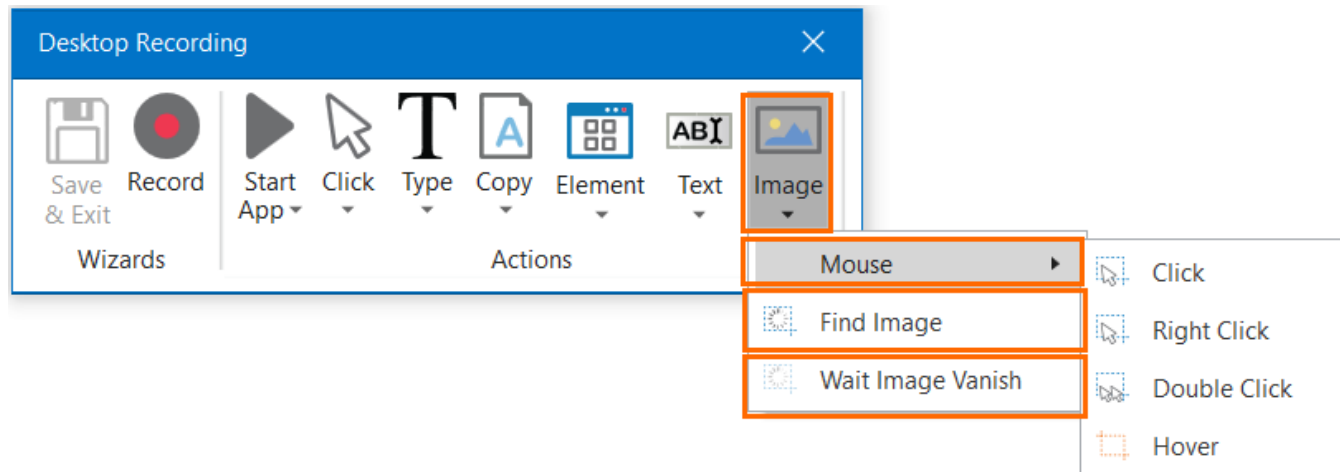 Desktop Recording
Save
& Exit
Record
Start
App
Click
Type
Copy
A
Element
ABI
Text
Image
Wizards
Actions
Mouse
Find Image
Wait Image Vanish
Click
Right Click
Double Click
Hover